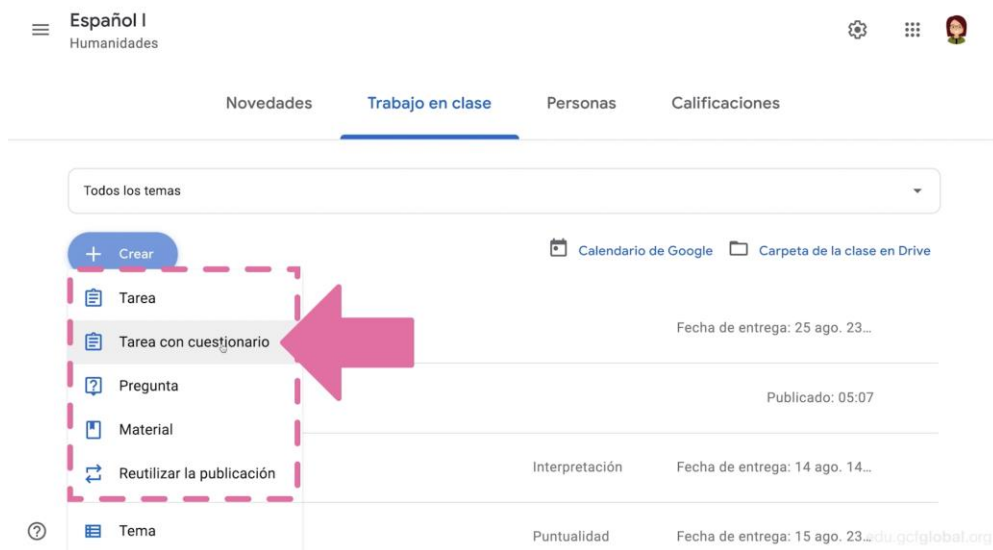 Español I
Humanidades
Novedades Trabajo en clase Personas Calificaciones
Todos los temas
Crear
Calendario de Google Carpeta de la clase en Drive
Tarea
Fecha de entrega: 25 ago. 23...
Tarea con cuestionario
Pregunta
Publicado: 05:07
Material
Reutilizar la publicación
Interpretación Fecha de entrega: 14 ago. 14...
Tema
Puntualidad Fecha de entrega: 15 ago. 23...
edu.gcfglobal.org